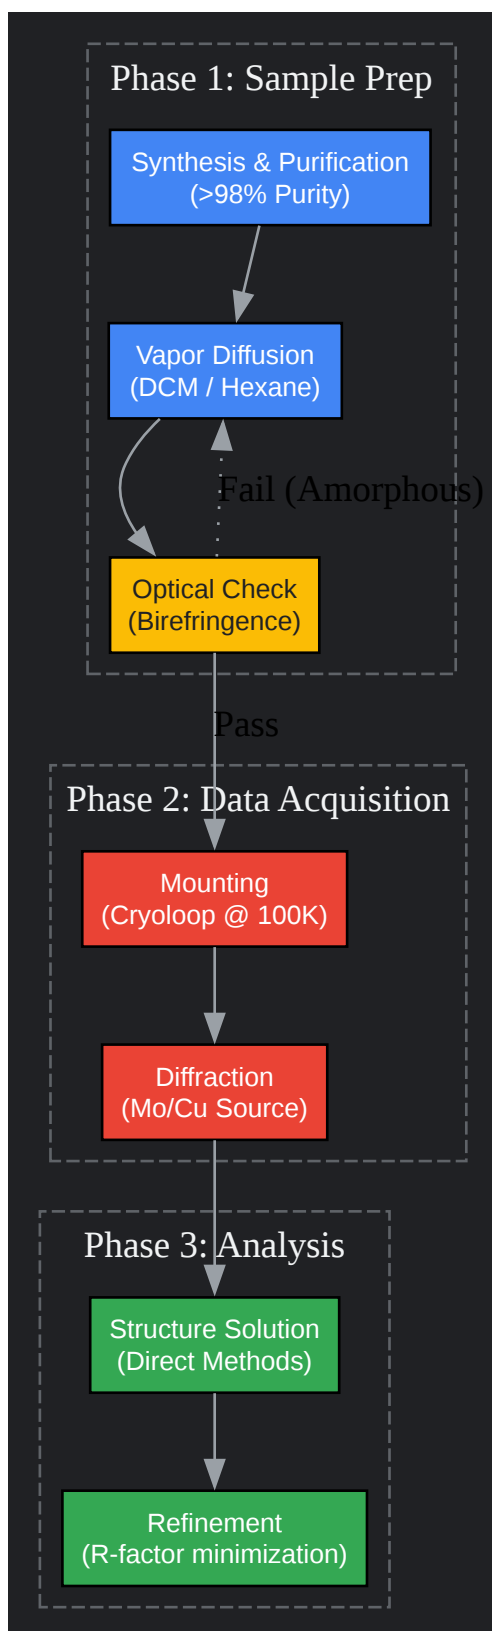 Phase 1: Sample Prep
Synthesis & Purification
(>98% Purity)
Vapor Diffusion
(DCM / Hexane)
Fail (Amorphous)
Optical Check
(Birefringence)
Pass
Phase 2: Data Acquisition
Mounting
(Cryoloop @ 100K)
Diffraction
(Mo/Cu Source)
Phase 3: Analysis
Structure Solution
(Direct Methods)
Refinement
(R-factor minimization)